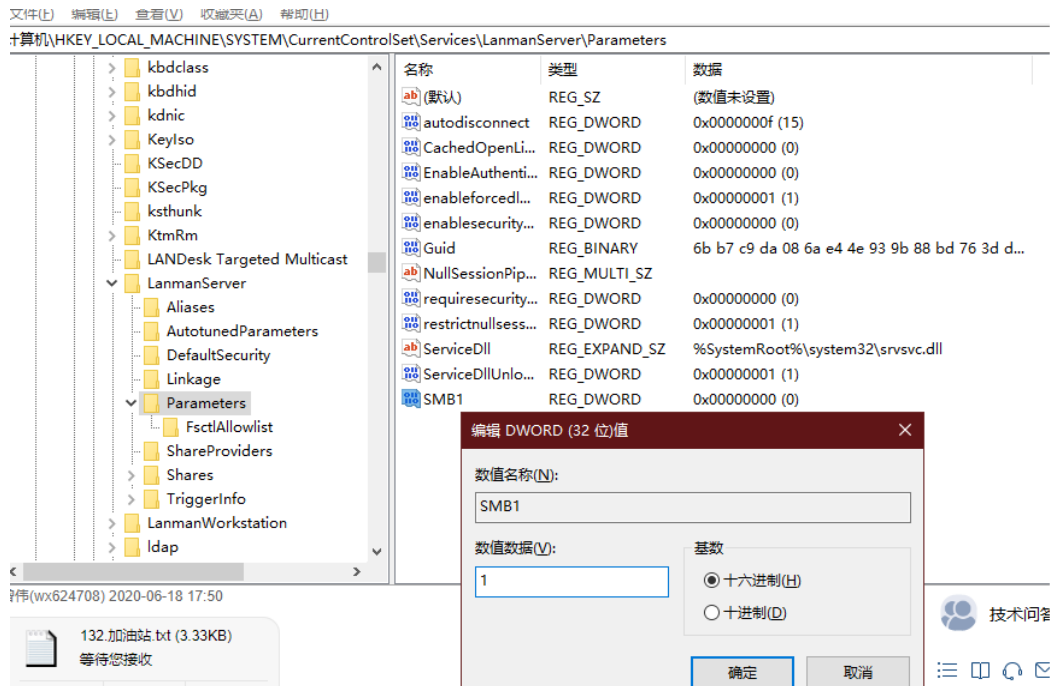 文件(F) 编辑(E) 查看(V) 收藏夹(A) 帮助(H)
计算机\HKEY_LOCAL_MACHINE\SYSTEM\CurrentControlSet\Services\LanmanServer\Parameters
kbdclass
kbdhid
kdnic
KeyIso
KSecDD
KSecPkg
ksthunk
KtmRm
LANDesk Targeted Multicast
LanmanServer
Aliases
AutotunedParameters
DefaultSecurity
Linkage
Parameters
FsctlAllowlist
ShareProviders
Shares
TriggerInfo
LanmanWorkstation
ldap
名称 类型 数据
(默认) REG_SZ (数值未设置)
autodisconnect REG_DWORD 0x0000000f (15)
CachedOpenLi... REG_DWORD 0x00000000 (0)
EnableAuthenti... REG_DWORD 0x00000000 (0)
enableforcedl... REG_DWORD 0x00000001 (1)
enablesecurity... REG_DWORD 0x00000000 (0)
Guid REG_BINARY 6b b7 c9 da 08 6a e4 4e 93 9b 88 bd 76 3d d...
NullSessionPip... REG_MULTI_SZ
requiresecurity... REG_DWORD 0x00000000 (0)
restrictnullsess... REG_DWORD 0x00000001 (1)
ServiceDll REG_EXPAND_SZ %SystemRoot%\system32\srvsvc.dll
ServiceDllUnlo... REG_DWORD 0x00000001 (1)
SMB1 REG_DWORD 0x00000000 (0)
编辑 DWORD (32 位)值
数值名称(N):
SMB1
数值数据(V):
1
基数
十六进制(H)
十进制(D)
确定 取消
伟(wx624708) 2020-06-18 17:50
132.加油站.txt (3.33KB)
等待您接收
技术问答